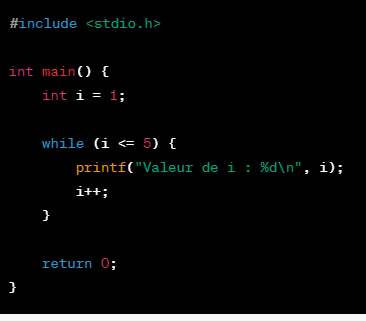 #include <stdio.h>

int main() {
    int i = 1;

    while (i <= 5) {
        printf("Valeur de i : %d\n", i);
        i++;
    }

    return 0;
}